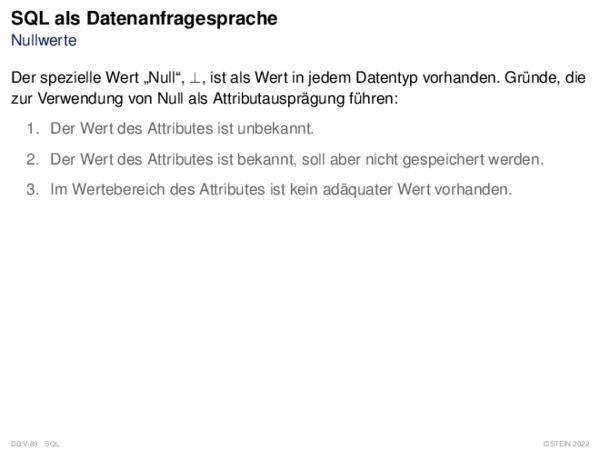 SQL als Datenanfragesprache
Nullwerte
Der spezielle Wert „Null“, ⊥, ist als Wert in jedem Datentyp vorhanden. Gründe, die
zur Verwendung von Null als Attributausprägung führen:
1. Der Wert des Attributes ist unbekannt.
2. Der Wert des Attributes ist bekannt, soll aber nicht gespeichert werden.
3. Im Wertebereich des Attributes ist kein adäquater Wert vorhanden.
DB:V-89 SQL
©STEIN 2022